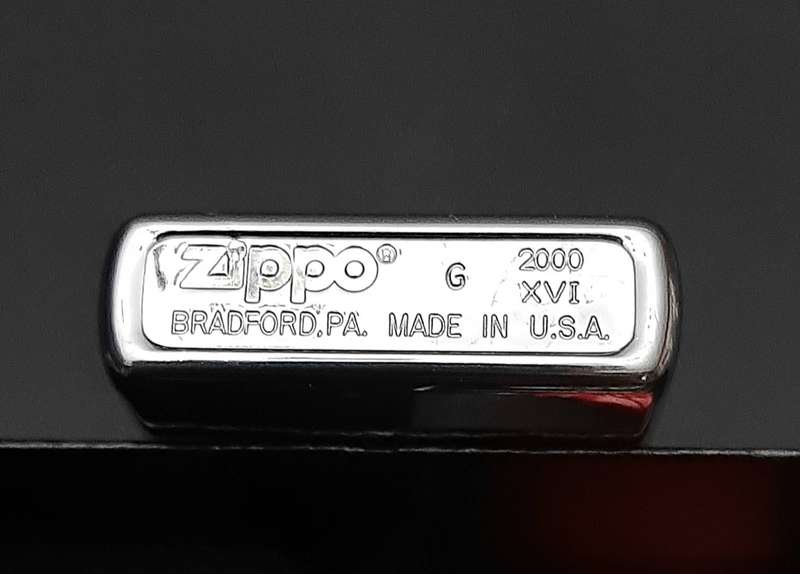 Zippo® G 2000
XVI
BRADFORD, PA. MADE IN U.S.A.